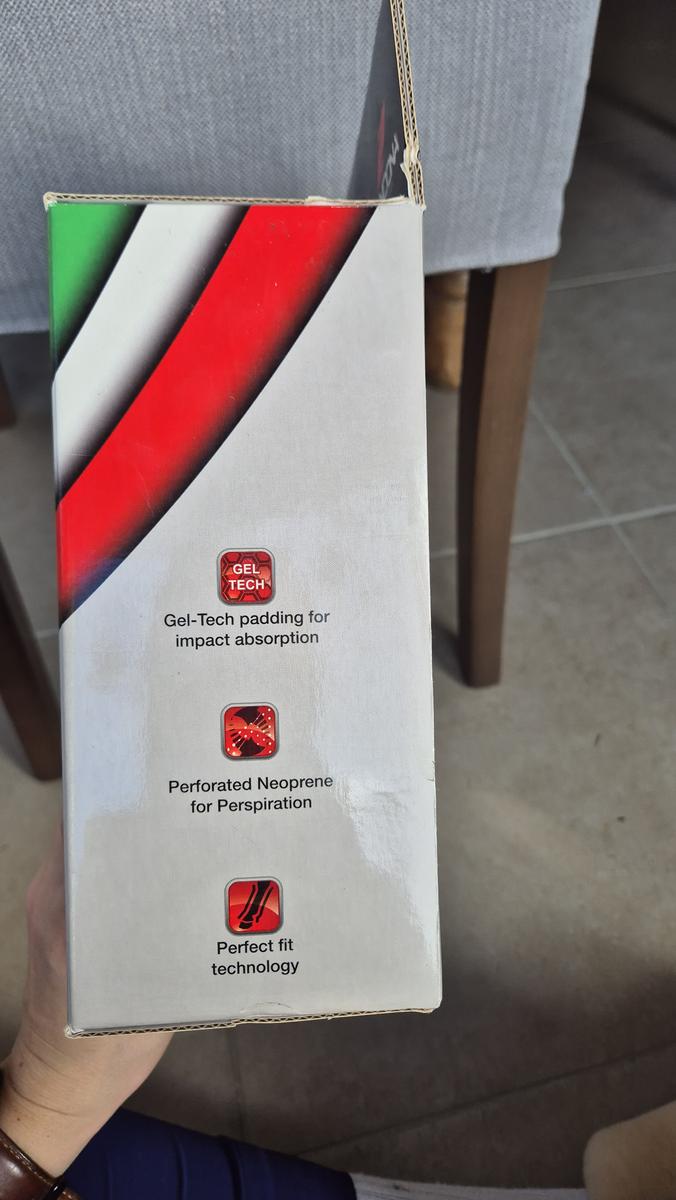 GEL
TECH
Gel-Tech padding for
impact absorption
Perforated Neoprene
for Perspiration
Perfect fit
technology